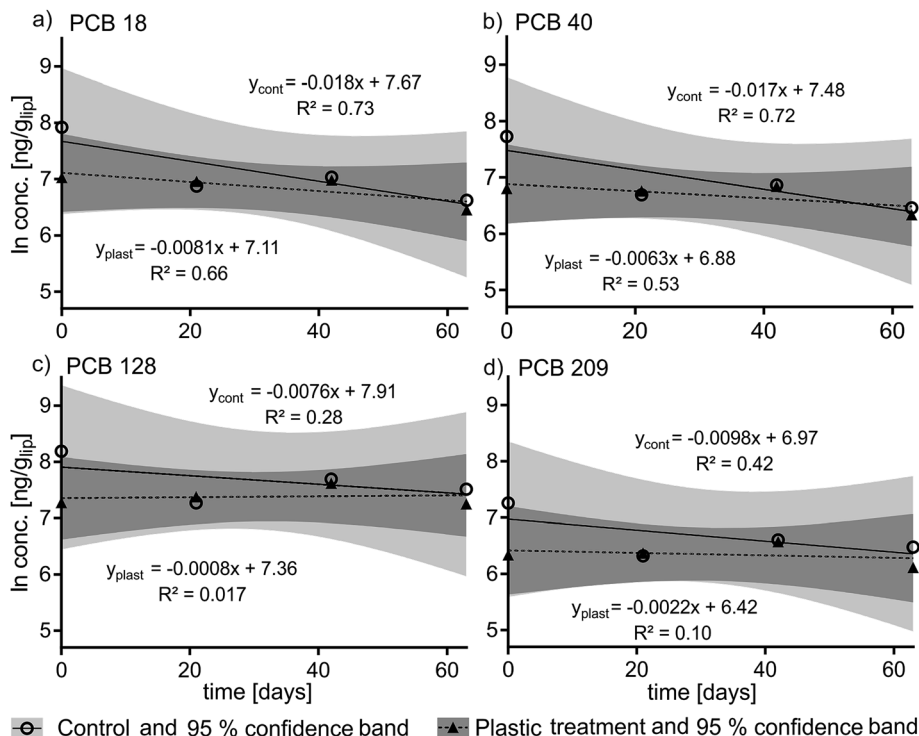 a) PCB 18
9
8
7
6
5
ln conc. [ng/g_lip]
y_cont = -0.018x + 7.67
R² = 0.73
y_plast = -0.0081x + 7.11
R² = 0.66
0 20 40 60
b) PCB 40
9
8
7
6
5
y_cont = -0.017x + 7.48
R² = 0.72
y_plast = -0.0063x + 6.88
R² = 0.53
0 20 40 60
c) PCB 128
9
8
7
6
5
ln conc. [ng/g_lip]
y_cont = -0.0076x + 7.91
R² = 0.28
y_plast = -0.0008x + 7.36
R² = 0.017
0 20 40 60
time [days]
d) PCB 209
9
8
7
6
5
y_cont = -0.0098x + 6.97
R² = 0.42
y_plast = -0.0022x + 6.42
R² = 0.10
0 20 40 60
time [days]
Control and 95 % confidence band
Plastic treatment and 95 % confidence band